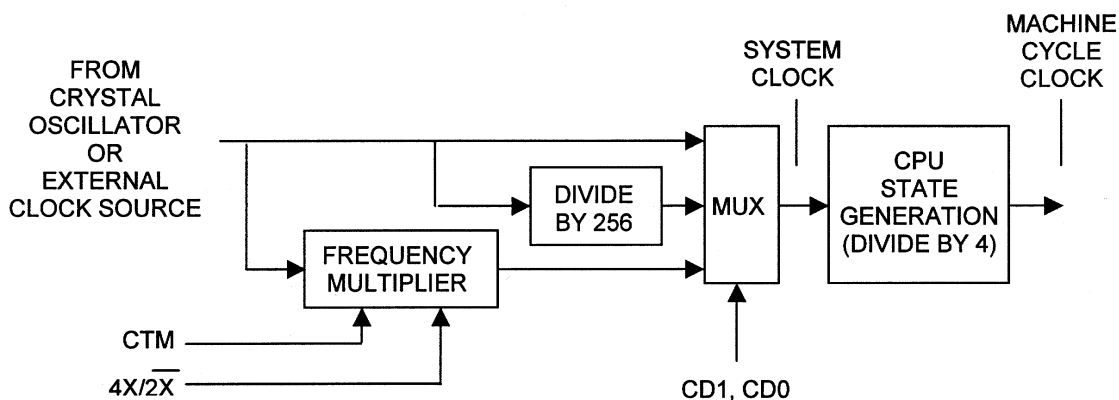 FROM
CRYSTAL
OSCILLATOR
OR
EXTERNAL
CLOCK SOURCE
FREQUENCY
MULTIPLIER
CTM
4X/2X̅
DIVIDE
BY 256
MUX
CD1, CD0
SYSTEM
CLOCK
CPU
STATE
GENERATION
(DIVIDE BY 4)
MACHINE
CYCLE
CLOCK